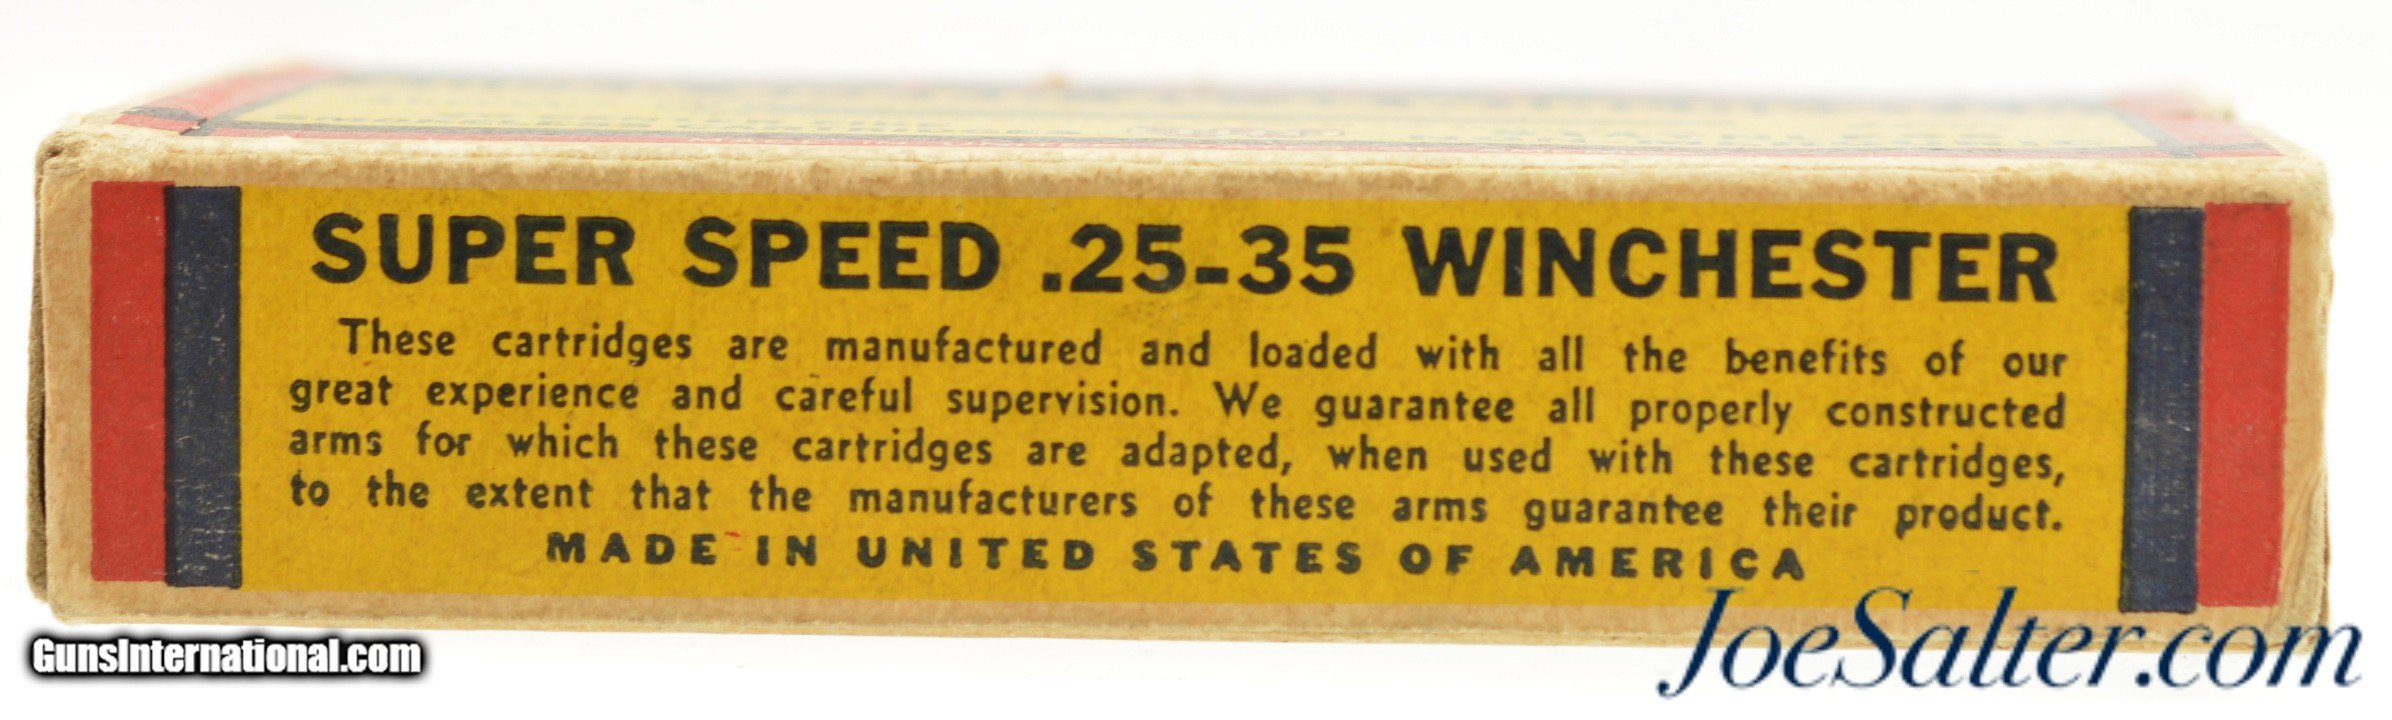 SUPER SPEED .25-35 WINCHESTER
These cartridges are manufactured and loaded with all the benefits of our
great experience and careful supervision. We guarantee all properly constructed
arms for which these cartridges are adapted, when used with these cartridges,
to the extent that the manufacturers of these arms guarantee their product.
MADE IN UNITED STATES OF AMERICA
GunsInternational.com
JoeSalter.com